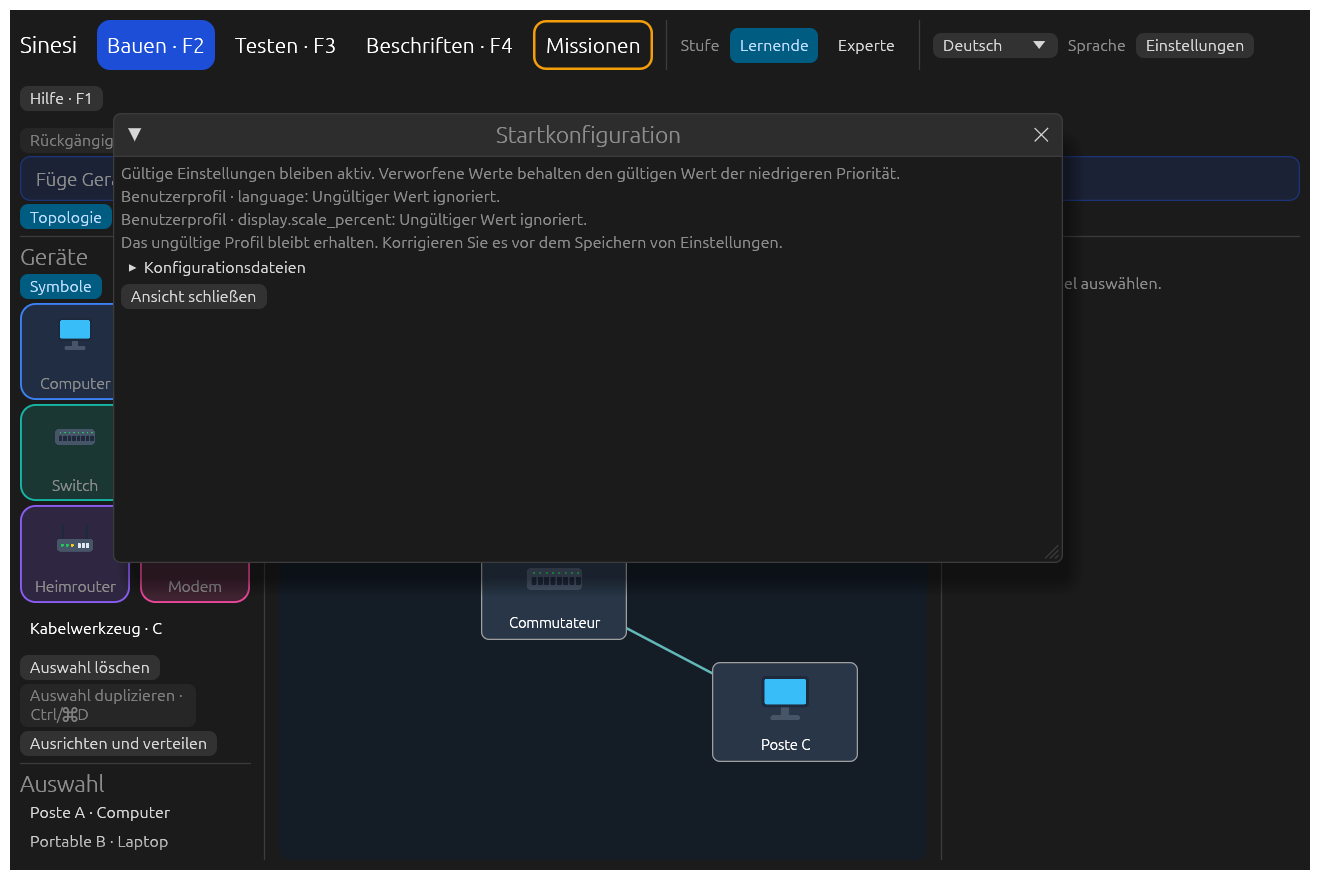 Sinesi
Bauen · F2
Testen · F3
Beschriften · F4
Missionen
Stufe
Lernende
Experte
Deutsch
Sprache
Einstellungen
Hilfe · F1
Rückgängig
Startkonfiguration
Füge Ger
Gültige Einstellungen bleiben aktiv. Verworfene Werte behalten den gültigen Wert der niedrigeren Priorität.
Benutzerprofil · language: Ungültiger Wert ignoriert.
Benutzerprofil · display.scale_percent: Ungültiger Wert ignoriert.
Das ungültige Profil bleibt erhalten. Korrigieren Sie es vor dem Speichern von Einstellungen.
Konfigurationsdateien
Ansicht schließen
Topologie
Geräte
Symbole
el auswählen.
Computer
Switch
Heimrouter
Modem
Kabelwerkzeug · C
Auswahl löschen
Auswahl duplizieren ·
Ctrl/⌘D
Ausrichten und verteilen
Auswahl
Poste A · Computer
Portable B · Laptop
Commutateur
Poste C